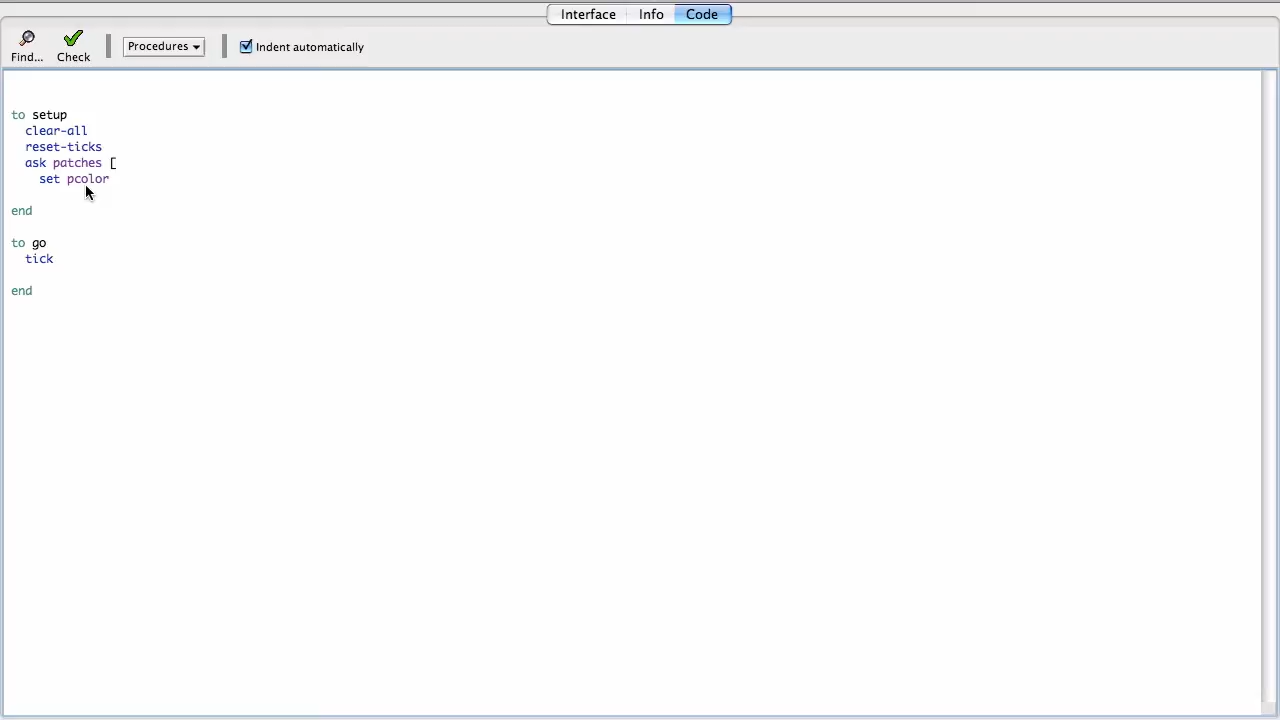 Interface Info Code
Find... Check Procedures Indent automatically
to setup
clear-all
reset-ticks
ask patches [
set pcolor
end
to go
tick
end